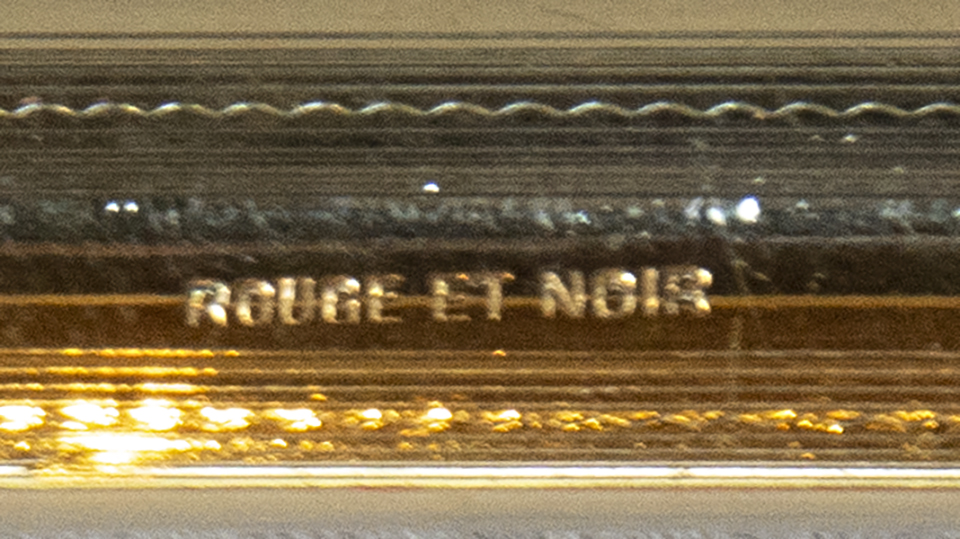 ROUGE ET NOIR